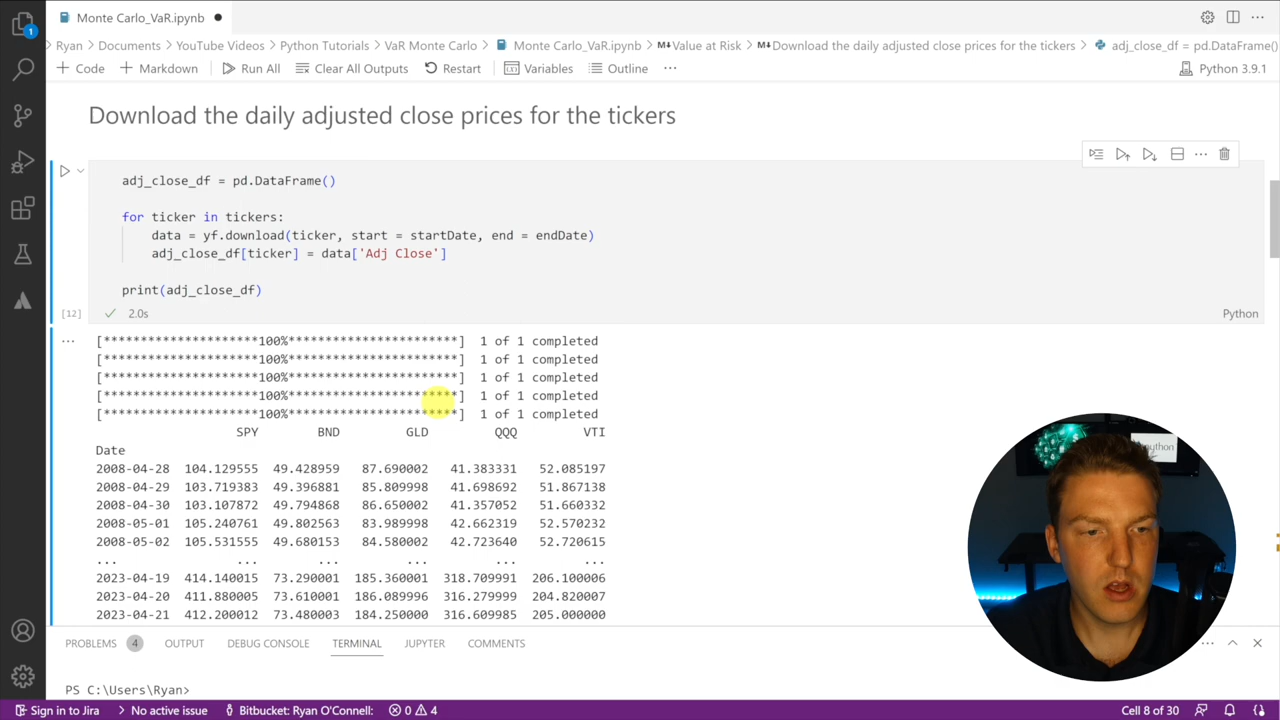 Monte Carlo_VaR.ipynb
1
Ryan > Documents > YouTube Videos > Python Tutorials > VaR Monte Carlo > Monte Carlo_VaR.ipynb > Value at Risk > Download the daily adjusted close prices for the tickers > adj_close_df = pd.DataFrame()
+ Code + Markdown Run All Clear All Outputs Restart Variables Outline ... Python 3.9.1
Download the daily adjusted close prices for the tickers
adj_close_df = pd.DataFrame()
for ticker in tickers:
data = yf.download(ticker, start = startDate, end = endDate)
adj_close_df[ticker] = data['Adj Close']
print(adj_close_df)
[12] 2.0s Python
[*********************100%***********************] 1 of 1 completed
[*********************100%***********************] 1 of 1 completed
[*********************100%***********************] 1 of 1 completed
[*********************100%***********************] 1 of 1 completed
[*********************100%***********************] 1 of 1 completed
SPY BND GLD QQQ VTI
Date
2008-04-28 104.129555 49.428959 87.690002 41.383331 52.085197
2008-04-29 103.719383 49.396881 85.809998 41.698692 51.867138
2008-04-30 103.107872 49.794868 86.650002 41.357052 51.660332
2008-05-01 105.240761 49.802563 83.989998 42.662319 52.570232
2008-05-02 105.531555 49.680153 84.580002 42.723640 52.720615
... ... ... ... ... ...
2023-04-19 414.140015 73.290001 185.360001 318.709991 206.100006
2023-04-20 411.880005 73.610001 186.089996 316.279999 204.820007
2023-04-21 412.200012 73.480003 184.250000 316.609985 205.000000
python
PROBLEMS 4 OUTPUT DEBUG CONSOLE TERMINAL JUPYTER COMMENTS
PS C:\Users\Ryan>
Sign in to Jira No active issue Bitbucket: Ryan O'Connell: 0 4 Cell 8 of 30